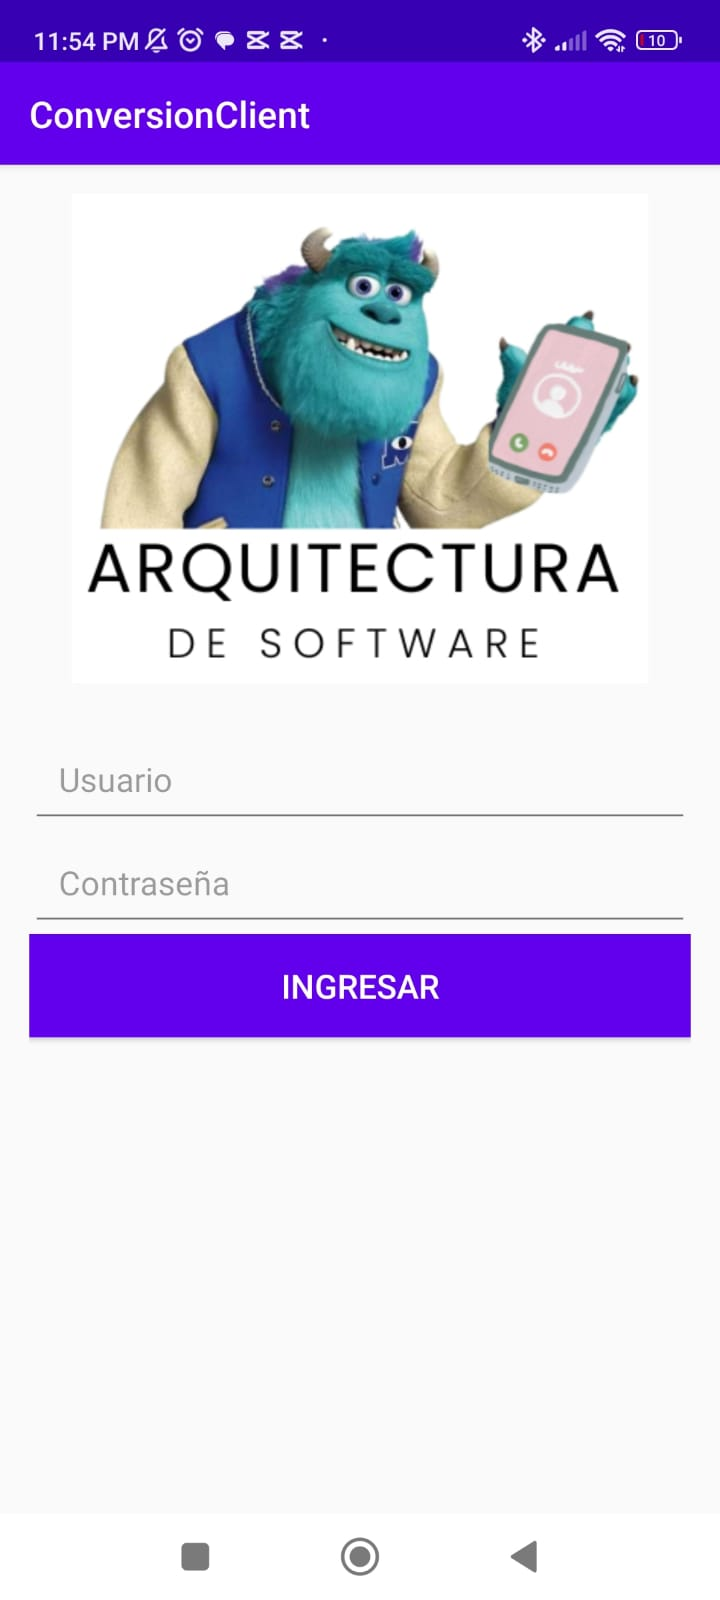 11:54 PM
10
ConversionClient
ARQUITECTURA
DE SOFTWARE
Usuario
Contraseña
INGRESAR